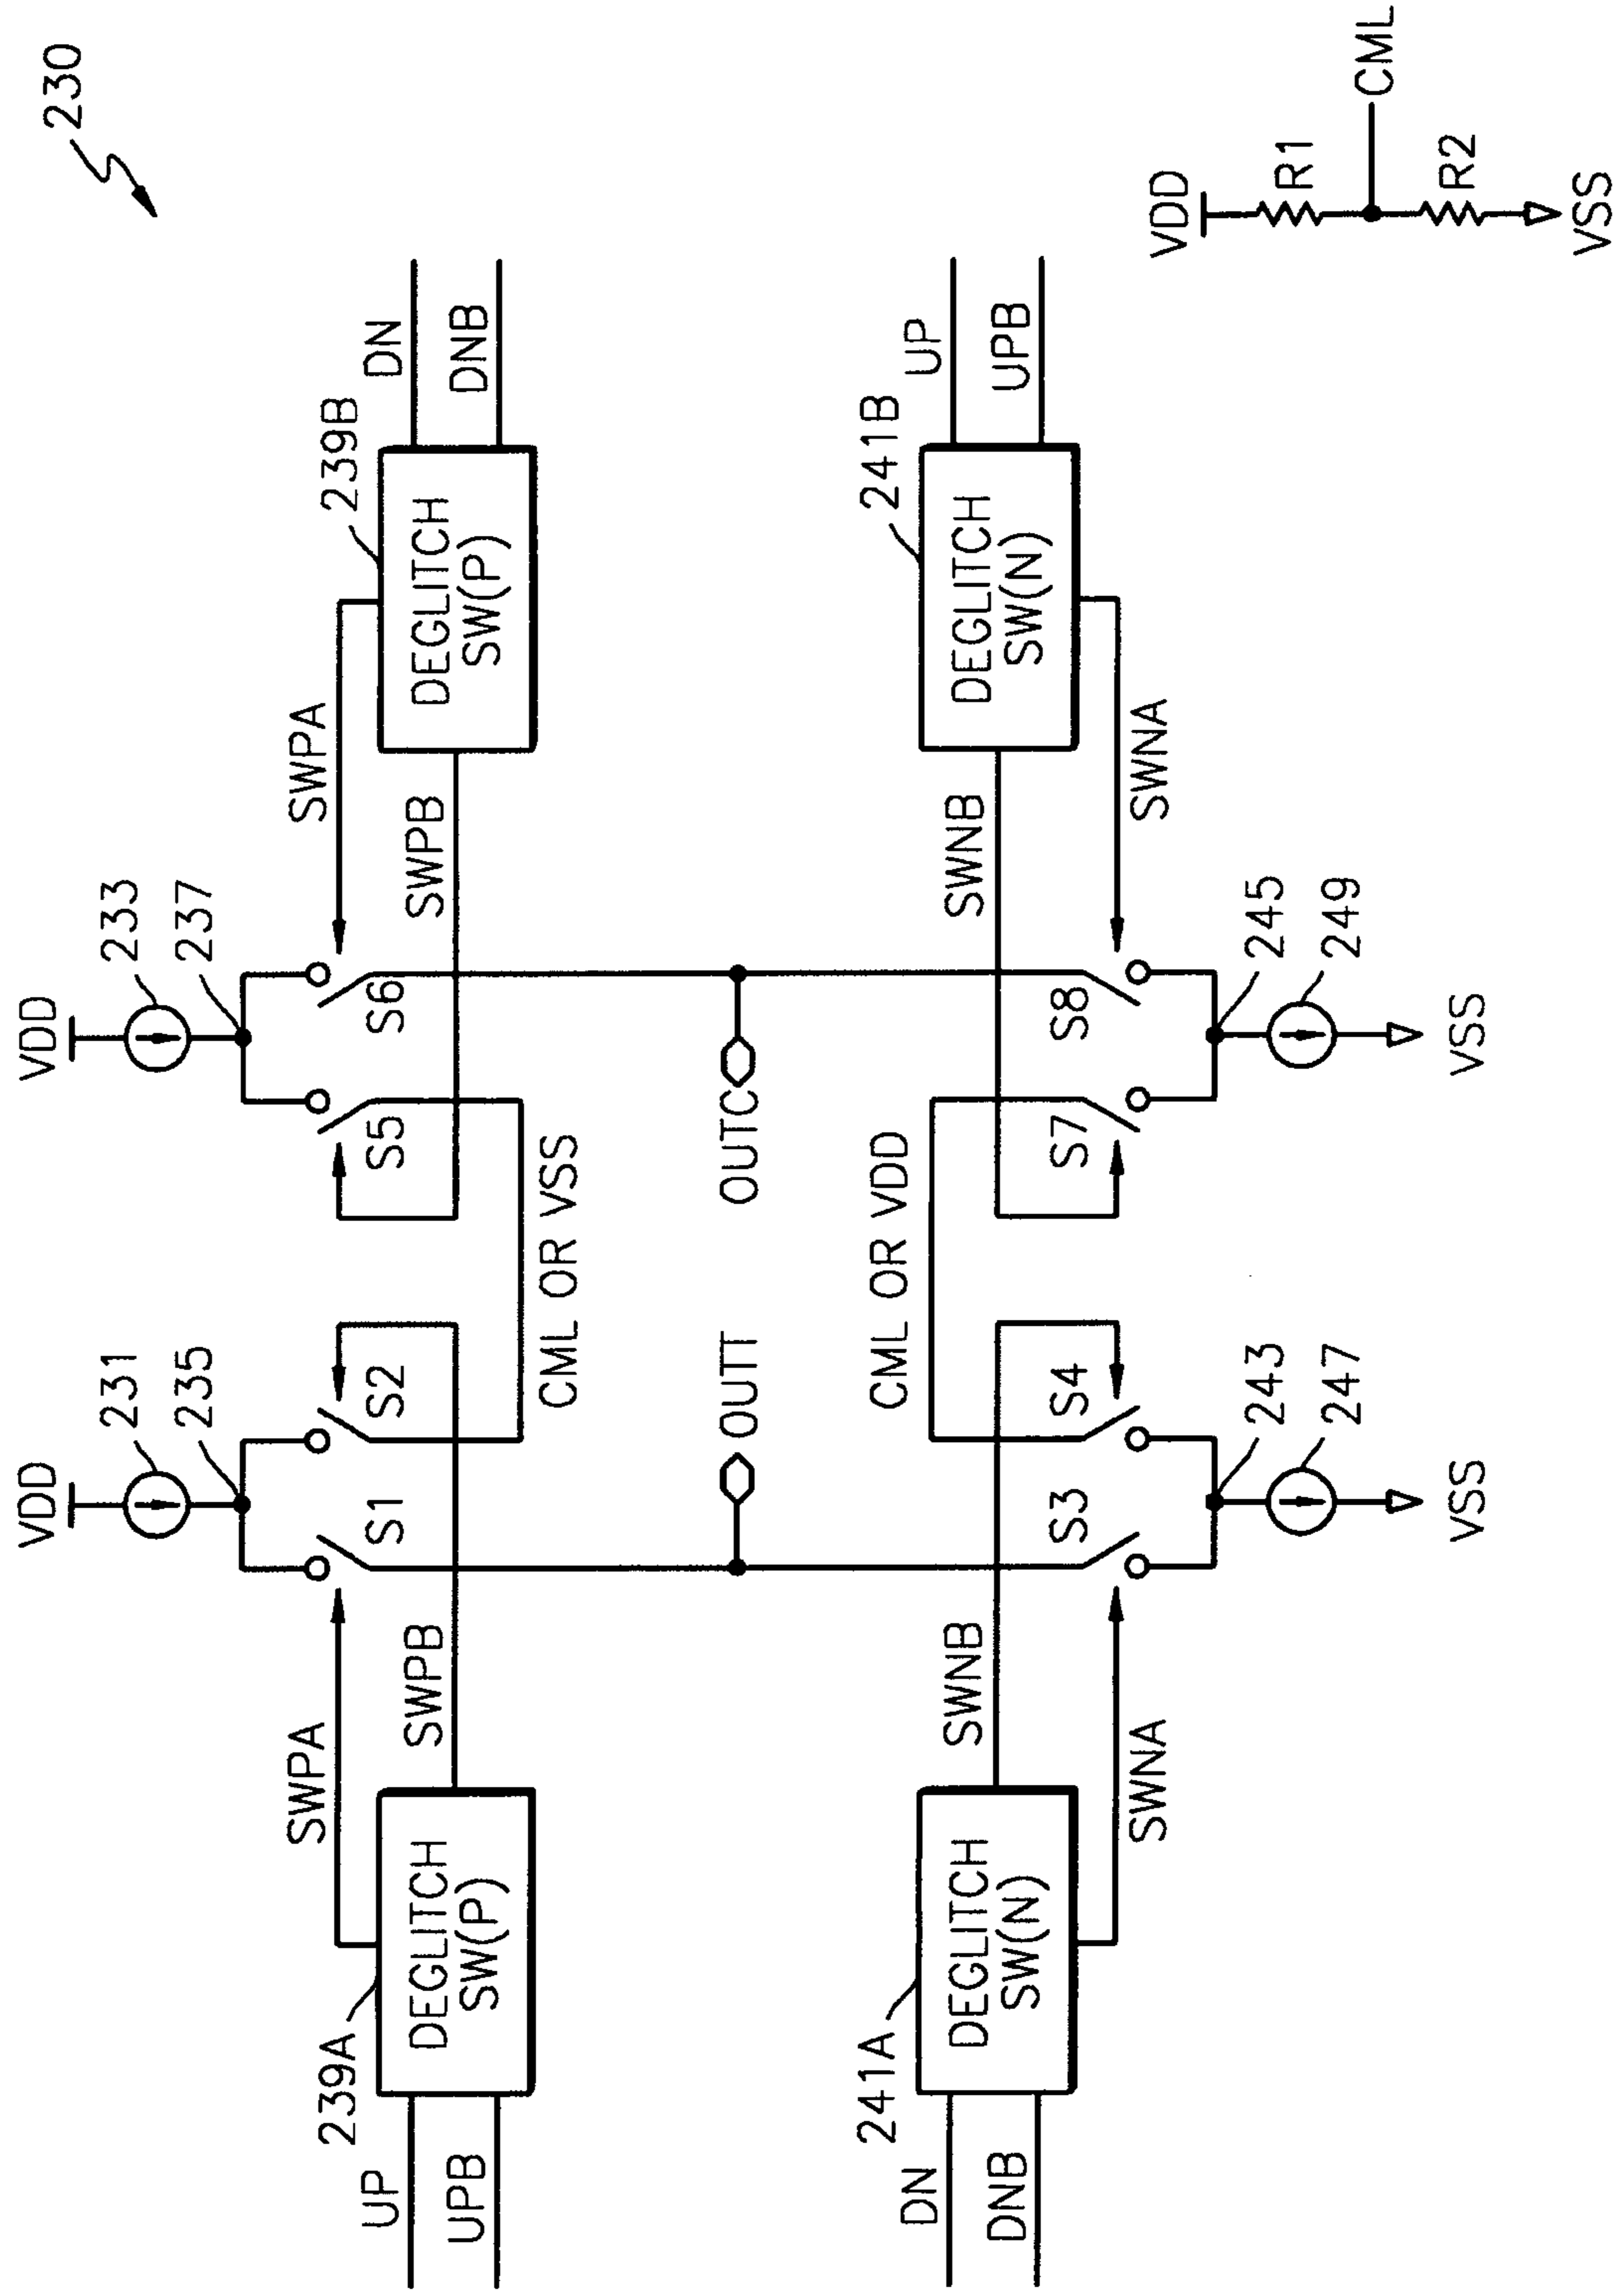 230
VDD
VDD
231
233
235
237
SWPA
S1
S2
S5
S6
SWPA
239A
239B
UP
UPB
DEGLITCH
SW(P)
SWPB
SWPB
DEGLITCH
SW(P)
DN
DNB
CML OR VSS
OUTT
OUTC
CML OR VDD
241A
241B
DN
DNB
DEGLITCH
SW(N)
SWNB
SWNB
DEGLITCH
SW(N)
UP
UPB
SWNA
S3
S4
S7
S8
SWNA
243
245
247
249
VSS
VSS
VDD
R1
CML
R2
VSS